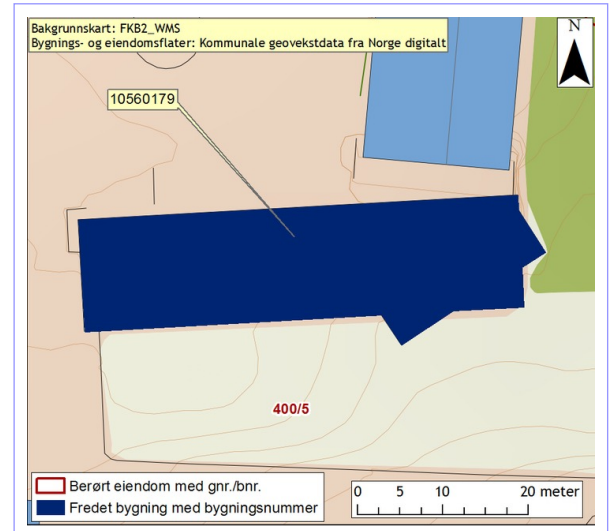 Bakgrunnskart: FKB2_WMS
Bygnings- og eiendomsflater: Kommunale geovekstdata fra Norge digitalt
N
10560179
400/5
Berørt eiendom med gnr./bnr.
Fredet bygning med bygningsnummer
0 5 10 20 meter